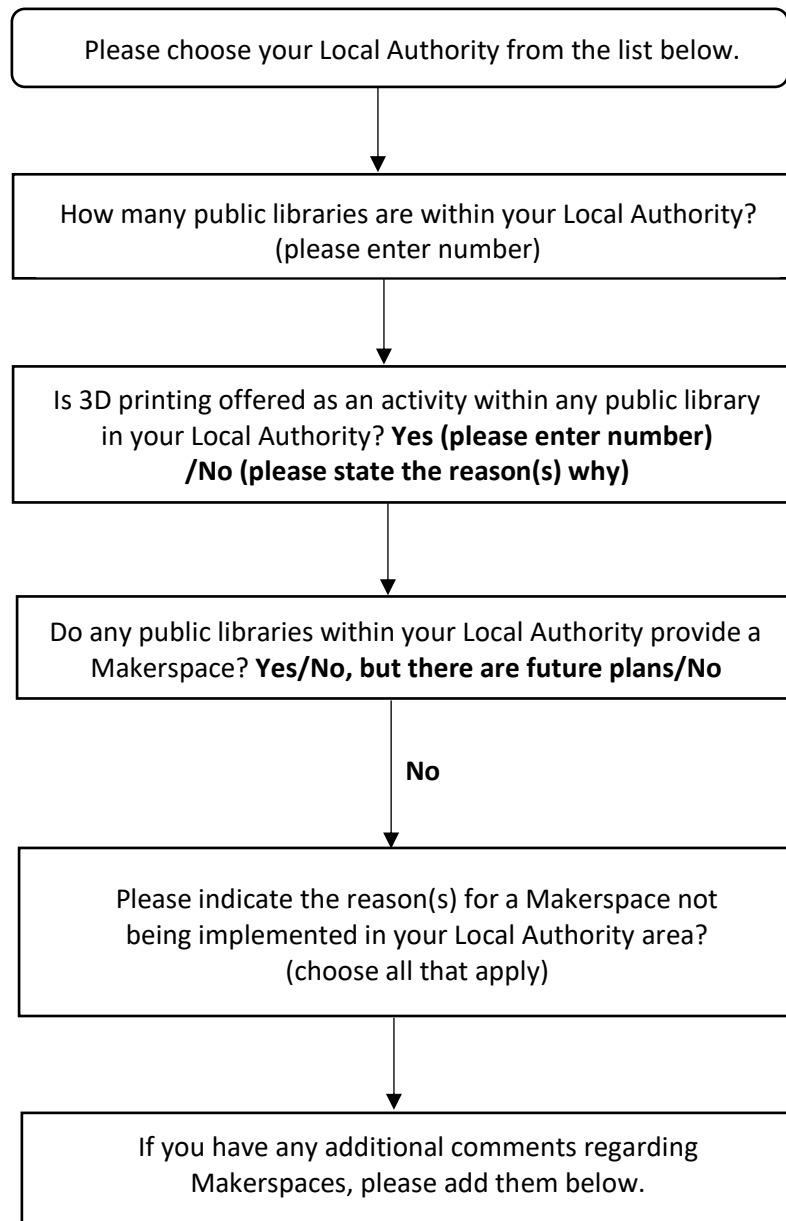 Please choose your Local Authority from the list below.
How many public libraries are within your Local Authority?
(please enter number)
Is 3D printing offered as an activity within any public library
in your Local Authority? Yes (please enter number)
/No (please state the reason(s) why)
Do any public libraries within your Local Authority provide a
Makerspace? Yes/No, but there are future plans/No
No
Please indicate the reason(s) for a Makerspace not
being implemented in your Local Authority area?
(choose all that apply)
If you have any additional comments regarding
Makerspaces, please add them below.